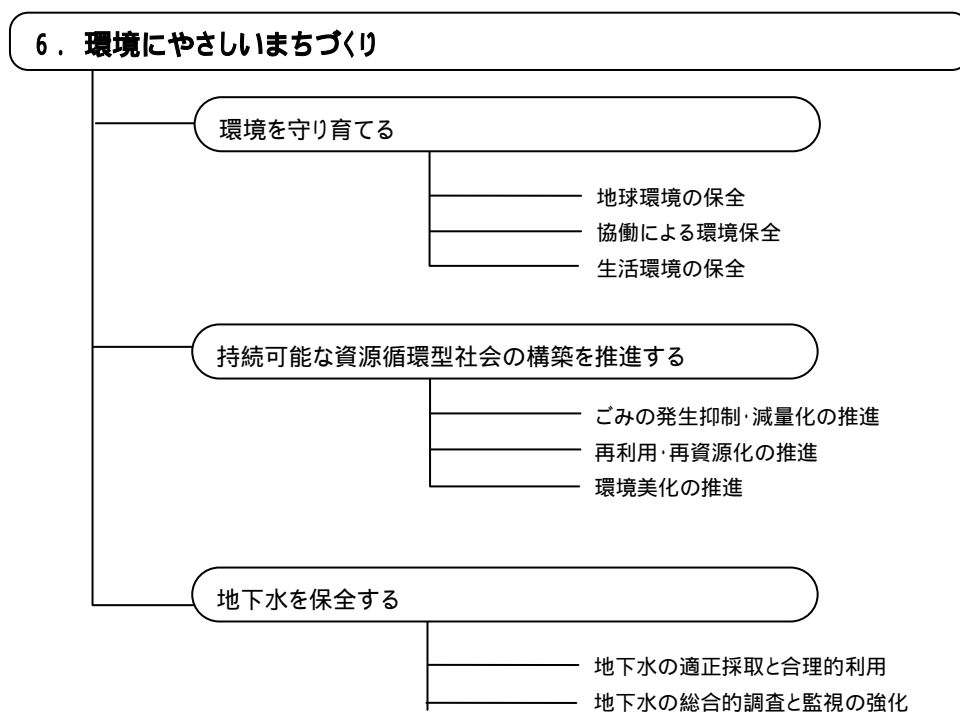 6．環境にやさしいまちづくり
環境を守り育てる
地球環境の保全
協働による環境保全
生活環境の保全
持続可能な資源循環型社会の構築を推進する
ごみの発生抑制・減量化の推進
再利用・再資源化の推進
環境美化の推進
地下水を保全する
地下水の適正採取と合理的利用
地下水の総合的調査と監視の強化